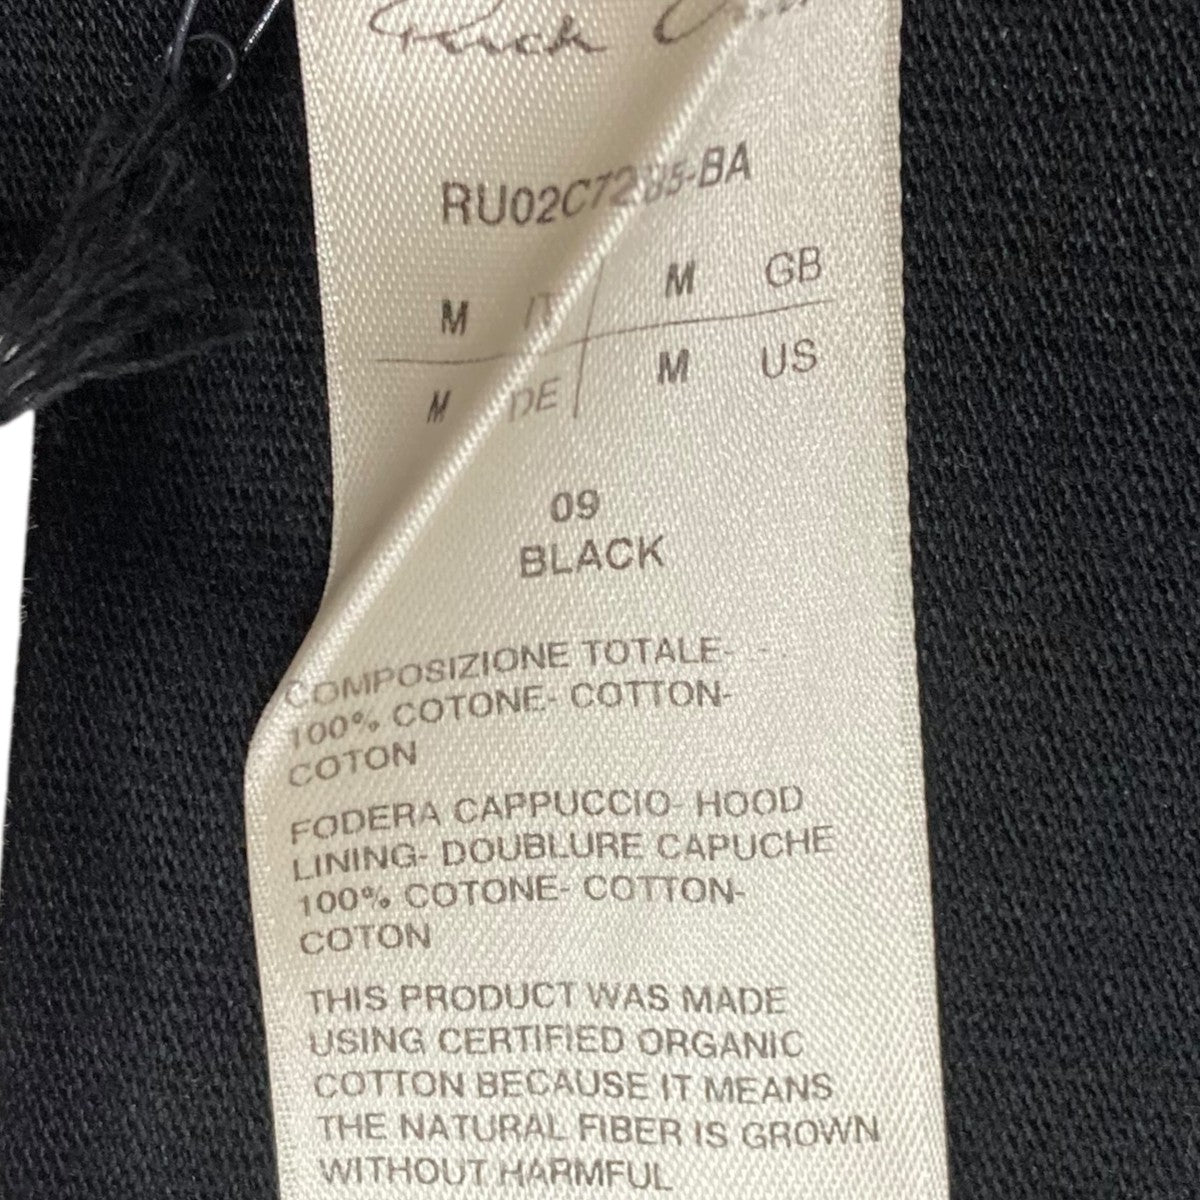 Rick
RU02C7285-BA
M IT M GB
M DE M US
09
BLACK
COMPOSIZIONE TOTALE-
100% COTONE- COTTON-
COTON
FODERA CAPPUCCIO- HOOD
LINING- DOUBLURE CAPUCHE
100% COTONE- COTTON-
COTON
THIS PRODUCT WAS MADE
USING CERTIFIED ORGANIC
COTTON BECAUSE IT MEANS
THE NATURAL FIBER IS GROWN
WITHOUT HARMFUL